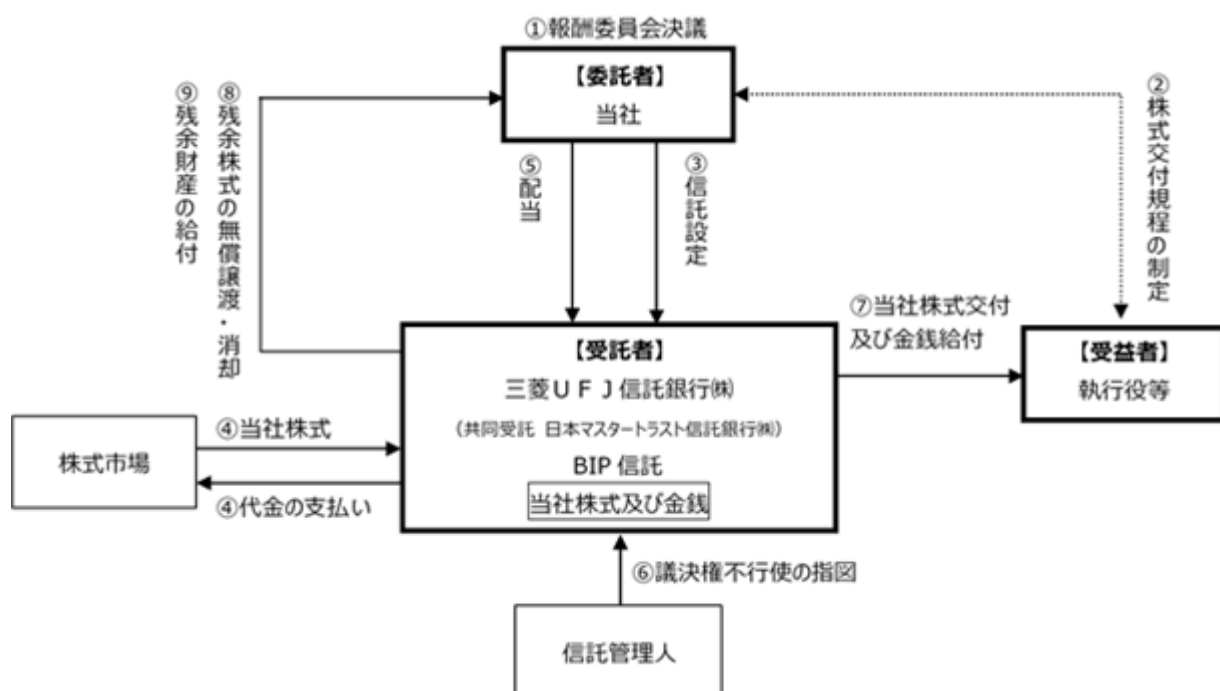 ①報酬委員会決議
【委託者】
当社
⑨残余財産の給付
⑧残余株式の無償譲渡・消却
⑤配当
③信託設定
②株式交付規程の制定
【受託者】
三菱UFJ信託銀行㈱
(共同受託 日本マスタートラスト信託銀行㈱)
BIP信託
当社株式及び金銭
⑦当社株式交付
及び金銭給付
【受益者】
執行役等
株式市場
④当社株式
④代金の支払い
⑥議決権不行使の指図
信託管理人